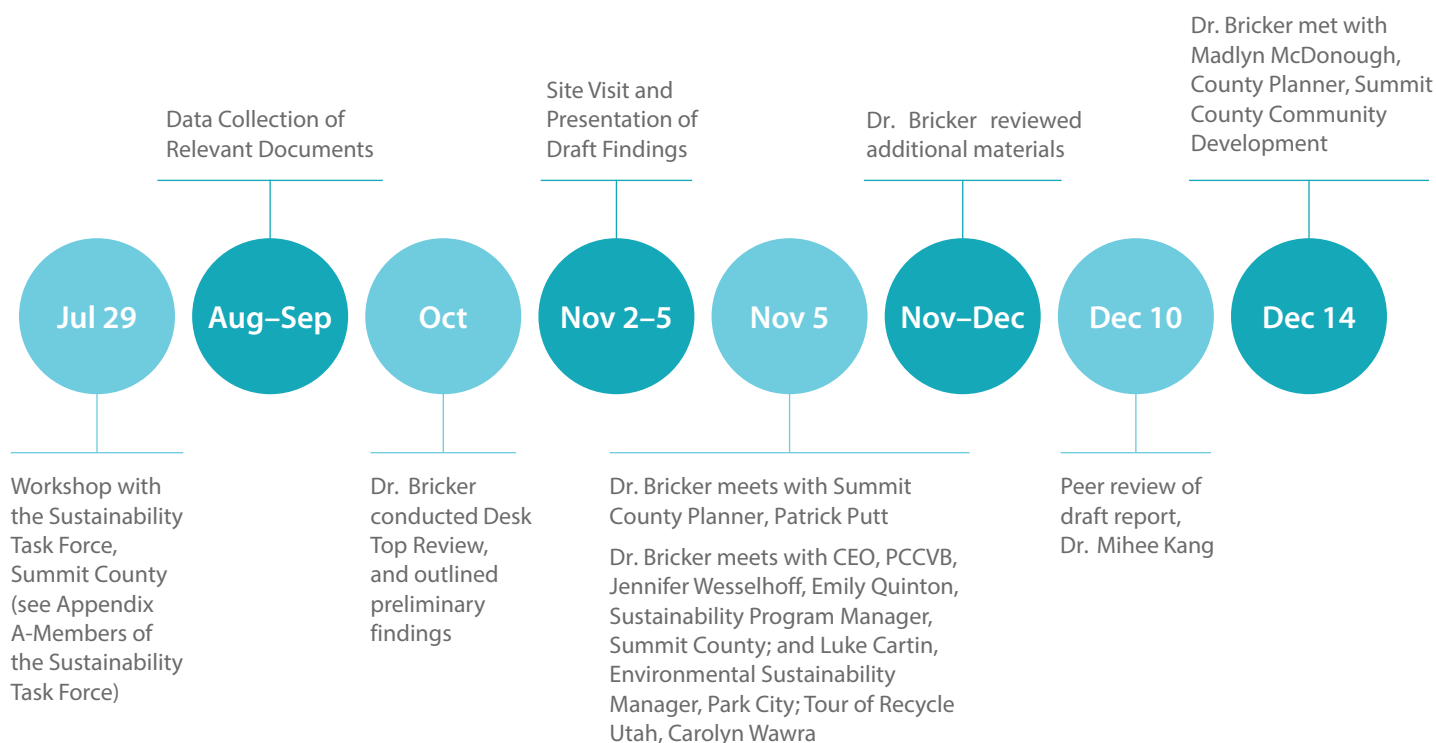 Dr. Bricker met with
Madlyn McDonough,
County Planner, Summit
County Community
Development
Site Visit and
Presentation of
Draft Findings
Data Collection of
Relevant Documents
Dr. Bricker reviewed
additional materials
Jul 29
Aug–Sep
Oct
Nov 2–5
Nov 5
Nov–Dec
Dec 10
Dec 14
Workshop with
the Sustainability
Task Force,
Summit County
(see Appendix
A-Members of
the Sustainability
Task Force)
Dr. Bricker
conducted Desk
Top Review,
and outlined
preliminary
findings
Dr. Bricker meets with Summit
County Planner, Patrick Putt
Dr. Bricker meets with CEO, PCCVB,
Jennifer Wesselhoff, Emily Quinton,
Sustainability Program Manager,
Summit County; and Luke Cartin,
Environmental Sustainability
Manager, Park City; Tour of Recycle
Utah, Carolyn Wawra
Peer review of
draft report,
Dr. Mihee Kang